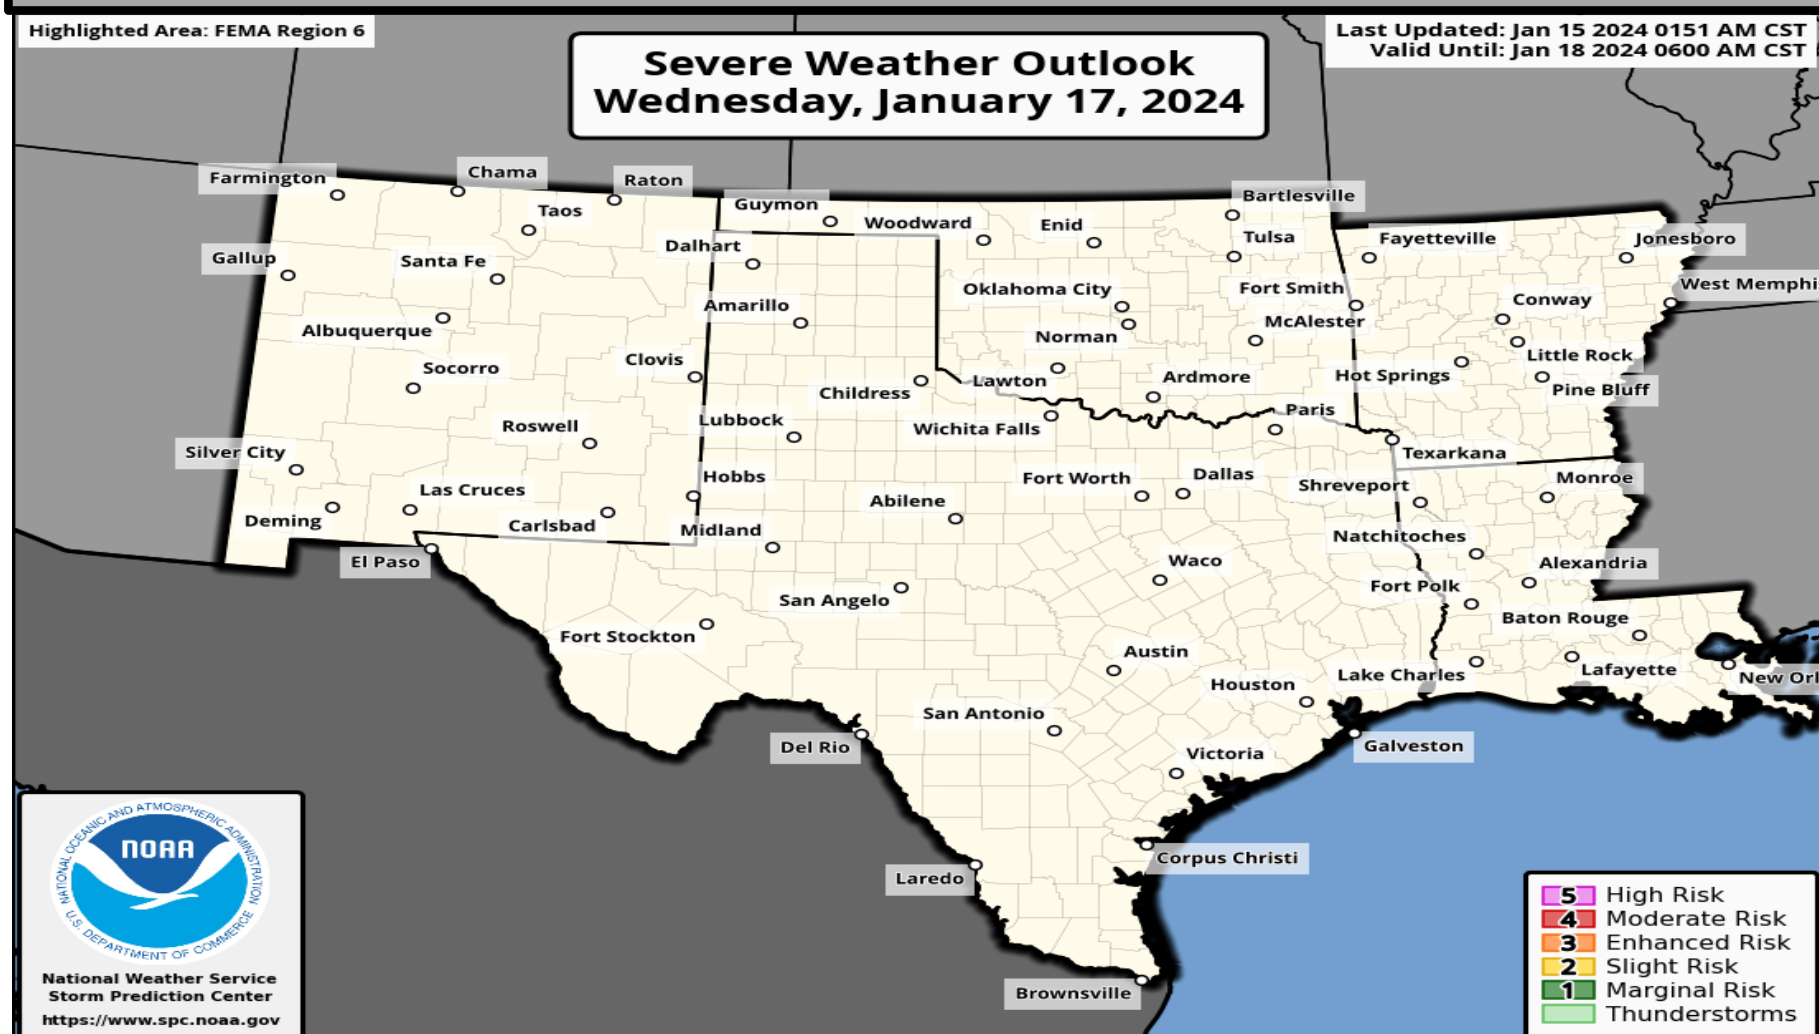 Highlighted Area: FEMA Region 6
Last Updated: Jan 15 2024 0151 AM CST
Valid Until: Jan 18 2024 0600 AM CST
Severe Weather Outlook
Wednesday, January 17, 2024
Farmington
Chama
Raton
Taos
Guymon
Woodward
Enid
Bartlesville
Dalhart
Tulsa
Fayetteville
Jonesboro
Gallup
Santa Fe
West Memphi
Oklahoma City
Fort Smith
Amarillo
Conway
Albuquerque
McAlester
Norman
Little Rock
Clovis
Socorro
Hot Springs
Lawton
Ardmore
Childress
Pine Bluff
Paris
Lubbock
Roswell
Wichita Falls
Silver City
Texarkana
Hobbs
Fort Worth
Dallas
Monroe
Shreveport
Las Cruces
Abilene
Deming
Carlsbad
Midland
Natchitoches
El Paso
Waco
Alexandria
Fort Polk
San Angelo
Baton Rouge
Fort Stockton
Austin
Lafayette
Lake Charles
New Orl
Houston
San Antonio
Del Rio
Galveston
Victoria
Corpus Christi
Laredo
Brownsville
NATIONAL OCEANIC AND ATMOSPHERIC ADMINISTRATION
NOAA
U.S. DEPARTMENT OF COMMERCE
National Weather Service
Storm Prediction Center
https://www.spc.noaa.gov
5 High Risk
4 Moderate Risk
3 Enhanced Risk
2 Slight Risk
1 Marginal Risk
Thunderstorms